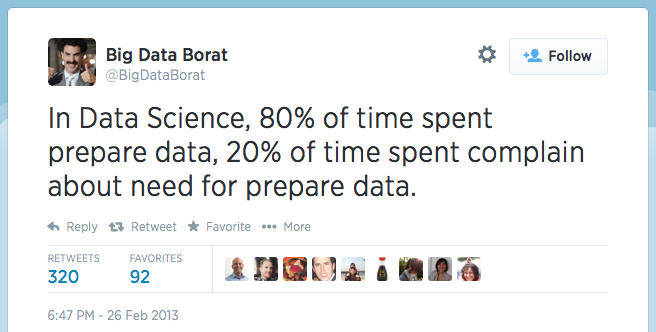 Big Data Borat
@BigDataBorat
Follow
In Data Science, 80% of time spent
prepare data, 20% of time spent complain
about need for prepare data.
Reply Retweet Favorite More
RETWEETS FAVORITES
320 92
6:47 PM - 26 Feb 2013